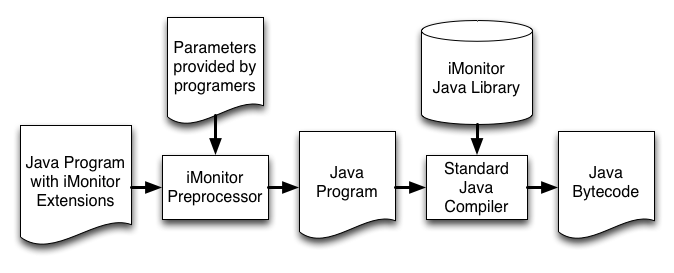 Parameters
provided by
programers
iMonitor
Java Library
Java Program
with iMonitor
Extensions
iMonitor
Preprocessor
Java
Program
Standard
Java
Compiler
Java
Bytecode